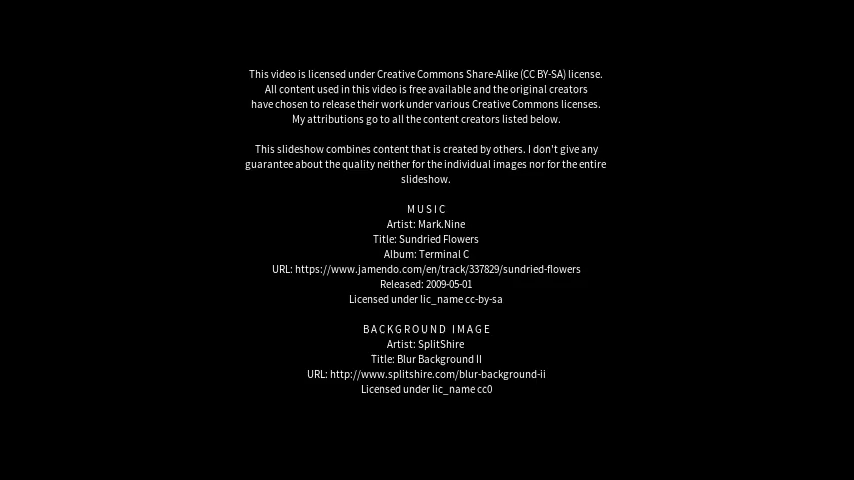 This video is licensed under Creative Commons Share-Alike (CC BY-SA) license.
All content used in this video is free available and the original creators
have chosen to release their work under various Creative Commons licenses.
My attributions go to all the content creators listed below.
This slideshow combines content that is created by others. I don't give any
guarantee about the quality neither for the individual images nor for the entire
slideshow.
MUSIC
Artist: Mark.Nine
Title: Sundried Flowers
Album: Terminal C
URL: https://www.jamendo.com/en/track/337829/sundried-flowers
Released: 2009-05-01
Licensed under lic_name cc-by-sa
BACKGROUND IMAGE
Artist: SplitShire
Title: Blur Background II
URL: http://www.splitshire.com/blur-background-ii
Licensed under lic_name cc0